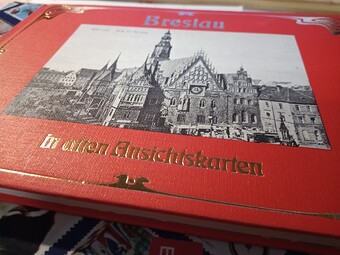 Breslau
in alten Ansichtskarten